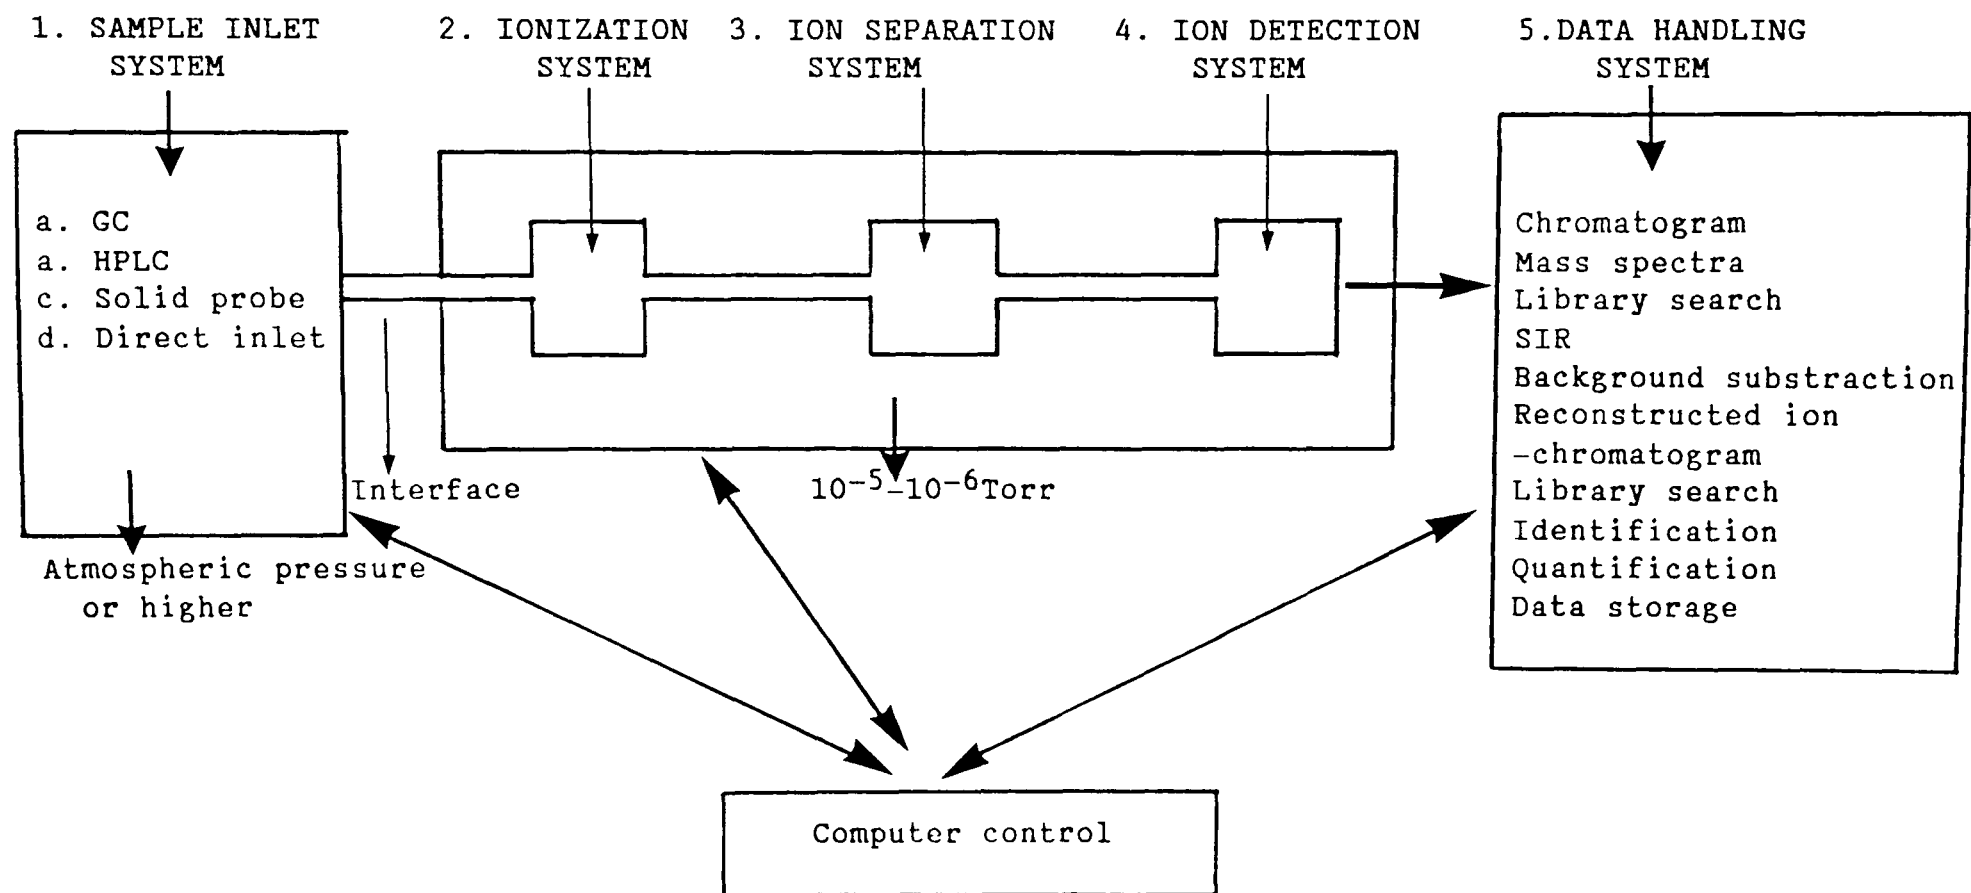 1. SAMPLE INLET
SYSTEM
2. IONIZATION
SYSTEM
3. ION SEPARATION
SYSTEM
4. ION DETECTION
SYSTEM
5.DATA HANDLING
SYSTEM
a. GC
a. HPLC
c. Solid probe
d. Direct inlet
Interface
10⁻⁵-10⁻⁶Torr
Atmospheric pressure
or higher
Chromatogram
Mass spectra
Library search
SIR
Background substraction
Reconstructed ion
-chromatogram
Library search
Identification
Quantification
Data storage
Computer control